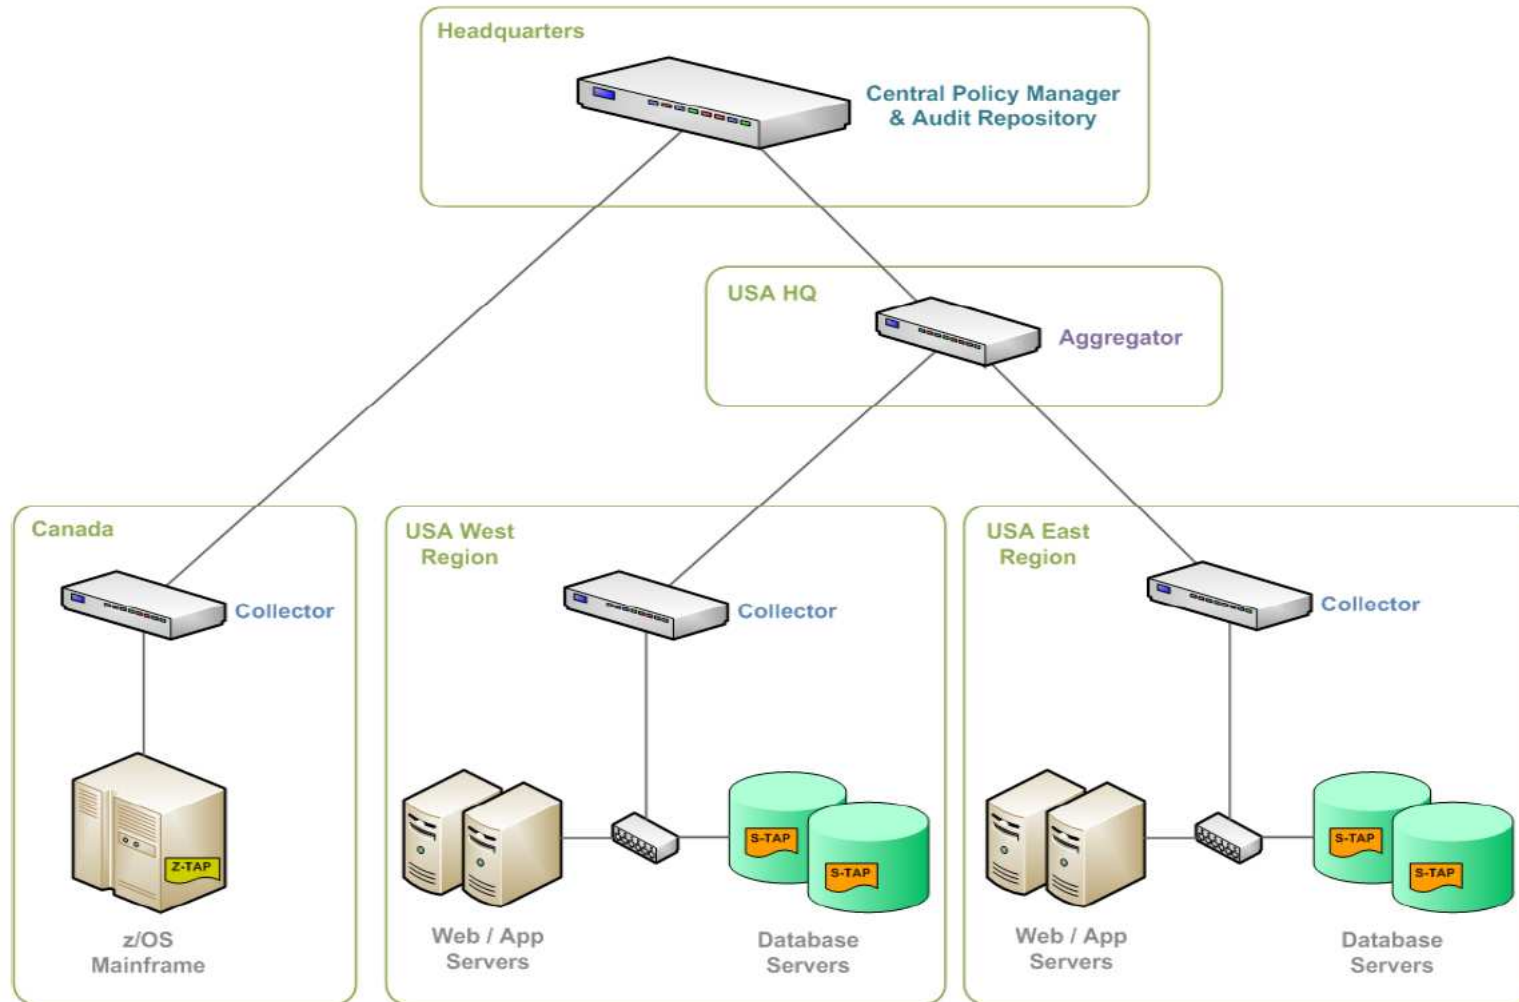 Headquarters
Central Policy Manager
& Audit Repository
USA HQ
Aggregator
Canada
Collector
Z-TAP
z/OS
Mainframe
USA West
Region
Collector
S-TAP
S-TAP
Web / App
Servers
Database
Servers
USA East
Region
Collector
S-TAP
S-TAP
Web / App
Servers
Database
Servers